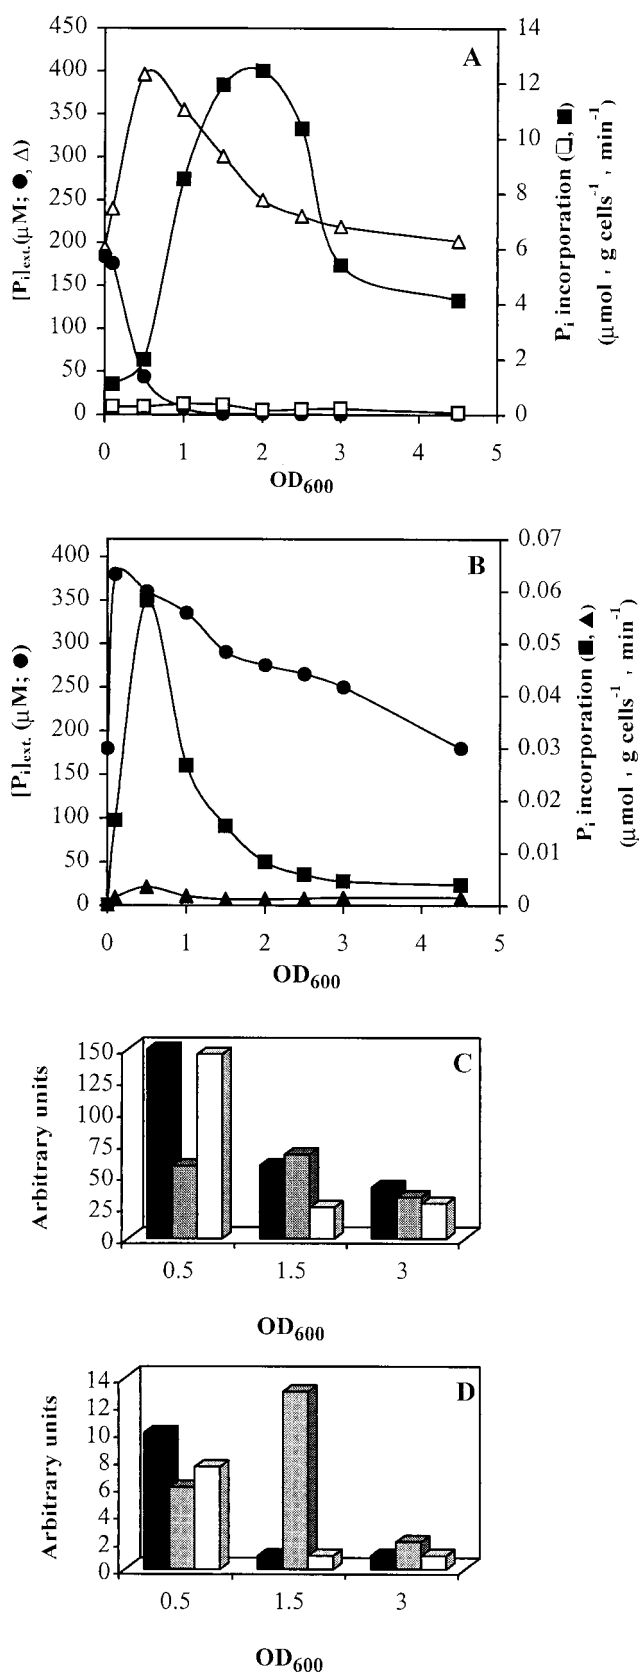 A
450
400
350
300
250
200
150
100
50
0
14
12
10
8
6
4
2
0
0 1 2 3 4 5
OD600
[Pi]ext.(µM; ●, Δ)
Pi incorporation (□, ■)
(µmol · g cells-1 · min-1)
B
400
350
300
250
200
150
100
50
0
0.07
0.06
0.05
0.04
0.03
0.02
0.01
0
0 1 2 3 4 5
OD600
[Pi]ext. (µM; ●)
Pi incorporation (■, ▲)
(µmol · g cells-1 · min-1)
C
150
125
100
75
50
25
0
Arbitrary units
0.5 1.5 3
OD600
D
14
12
10
8
6
4
2
0
Arbitrary units
0.5 1.5 3
OD600